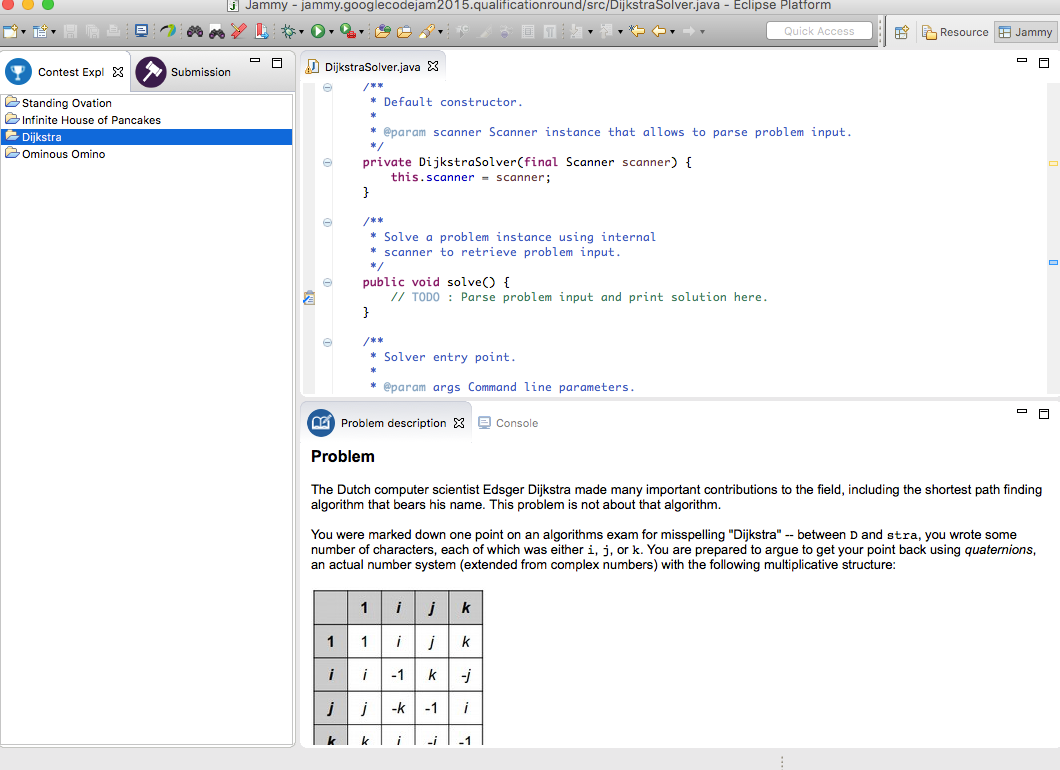 Jammy - jammy.googlecodejam2015.qualificationround/src/DijkstraSolver.java - Eclipse Platform
Quick Access
Resource
Jammy
Contest Expl
Submission
Standing Ovation
Infinite House of Pancakes
Dijkstra
Ominous Omino
DijkstraSolver.java
/**
* Default constructor.
*
* @param scanner Scanner instance that allows to parse problem input.
*/
private DijkstraSolver(final Scanner scanner) {
this.scanner = scanner;
}
/**
* Solve a problem instance using internal
* scanner to retrieve problem input.
*/
public void solve() {
// TODO : Parse problem input and print solution here.
}
/**
* Solver entry point.
*
* @param args Command line parameters.
Problem description
Console
Problem
The Dutch computer scientist Edsger Dijkstra made many important contributions to the field, including the shortest path finding
algorithm that bears his name. This problem is not about that algorithm.
You were marked down one point on an algorithms exam for misspelling "Dijkstra" -- between D and stra, you wrote some
number of characters, each of which was either i, j, or k. You are prepared to argue to get your point back using quaternions,
an actual number system (extended from complex numbers) with the following multiplicative structure:
1 i j k
1 1 i j k
i i -1 k -j
j j -k -1 i
k k j -i -1